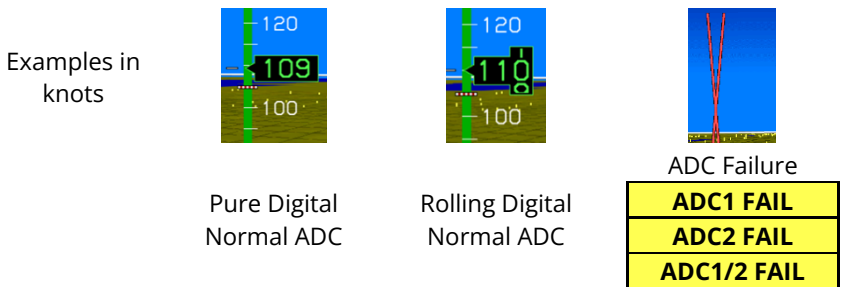 Examples in
knots
120
109
100
120
110
100
ADC Failure
Pure Digital
Normal ADC
Rolling Digital
Normal ADC
ADC1 FAIL
ADC2 FAIL
ADC1/2 FAIL